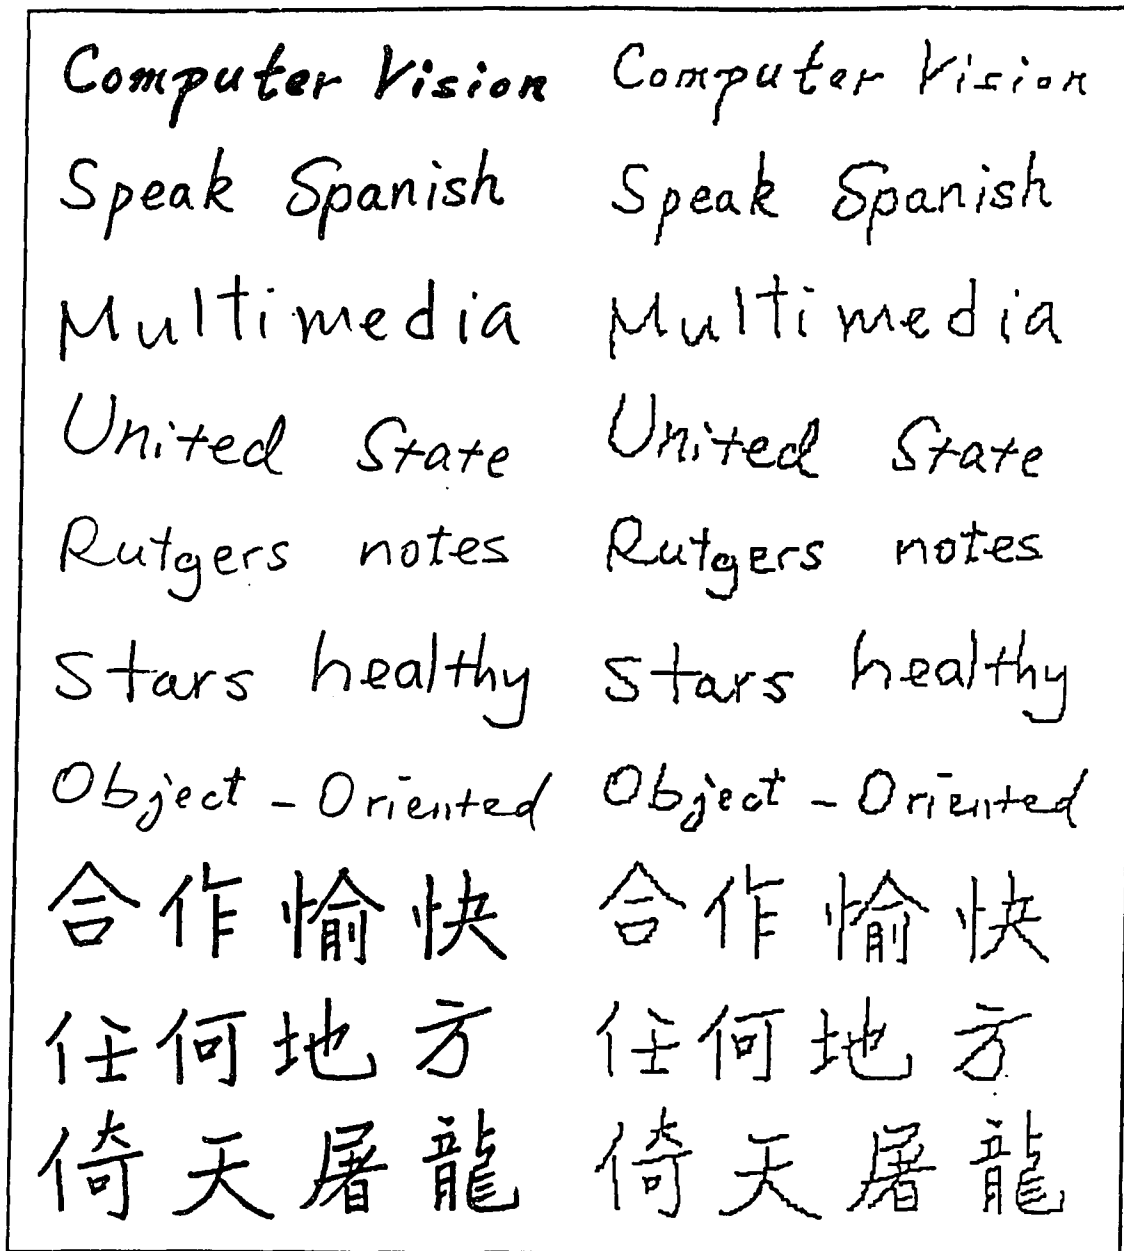 Computer Vision Computer Vision
Speak Spanish Speak Spanish
Multimedia Multimedia
United State United State
Rutgers notes Rutgers notes
Stars healthy Stars healthy
Object - Oriented Object - Oriented
合作愉快 合作愉快
任何地方 任何地方
倚天屠龍 倚天屠龍